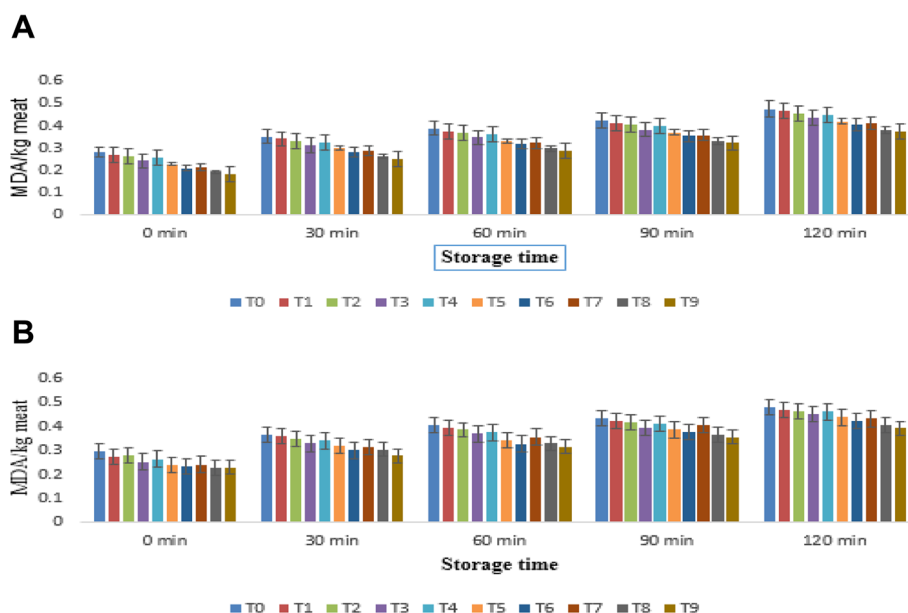 A
MDA/kg meat
0.6
0.5
0.4
0.3
0.2
0.1
0
0 min 30 min 60 min 90 min 120 min
Storage time
T0 T1 T2 T3 T4 T5 T6 T7 T8 T9
B
MDA/kg meat
0.6
0.5
0.4
0.3
0.2
0.1
0
0 min 30 min 60 min 90 min 120 min
Storage time
T0 T1 T2 T3 T4 T5 T6 T7 T8 T9